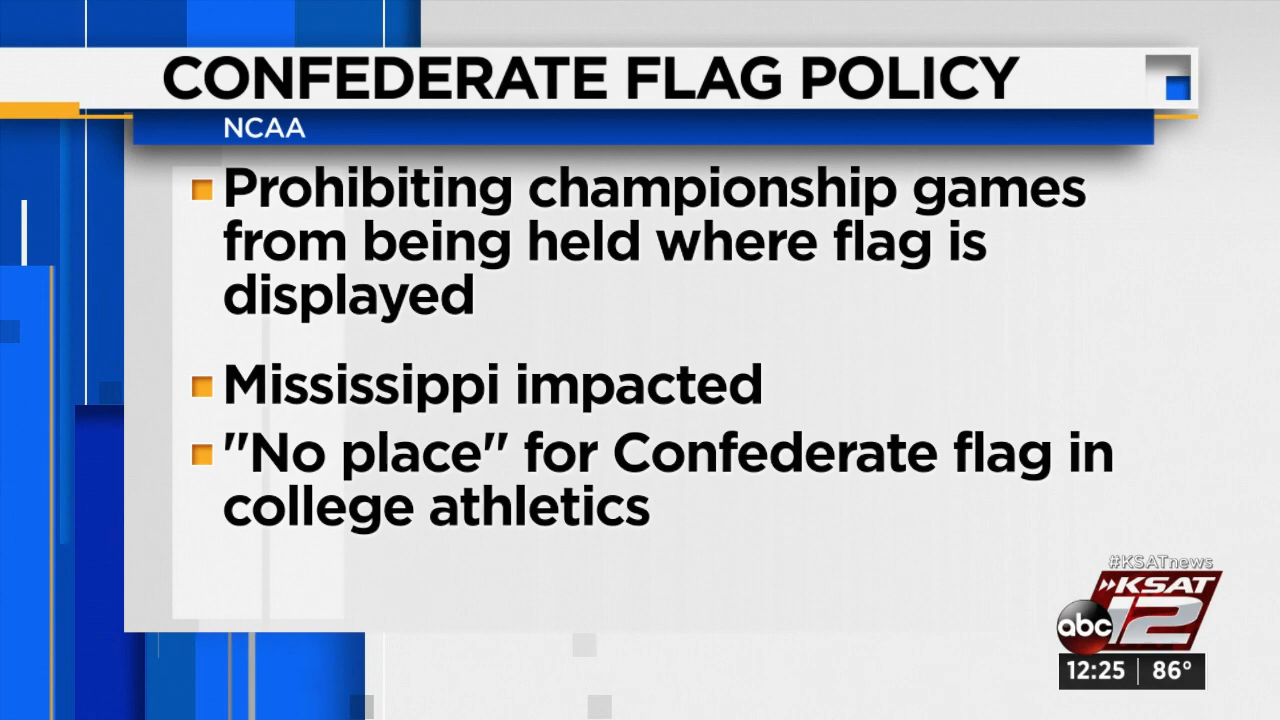 CONFEDERATE FLAG POLICY
NCAA
Prohibiting championship games
from being held where flag is
displayed
Mississippi impacted
"No place" for Confederate flag in
college athletics
#KSATnews
KSAT
abc 12
12:25 | 86°